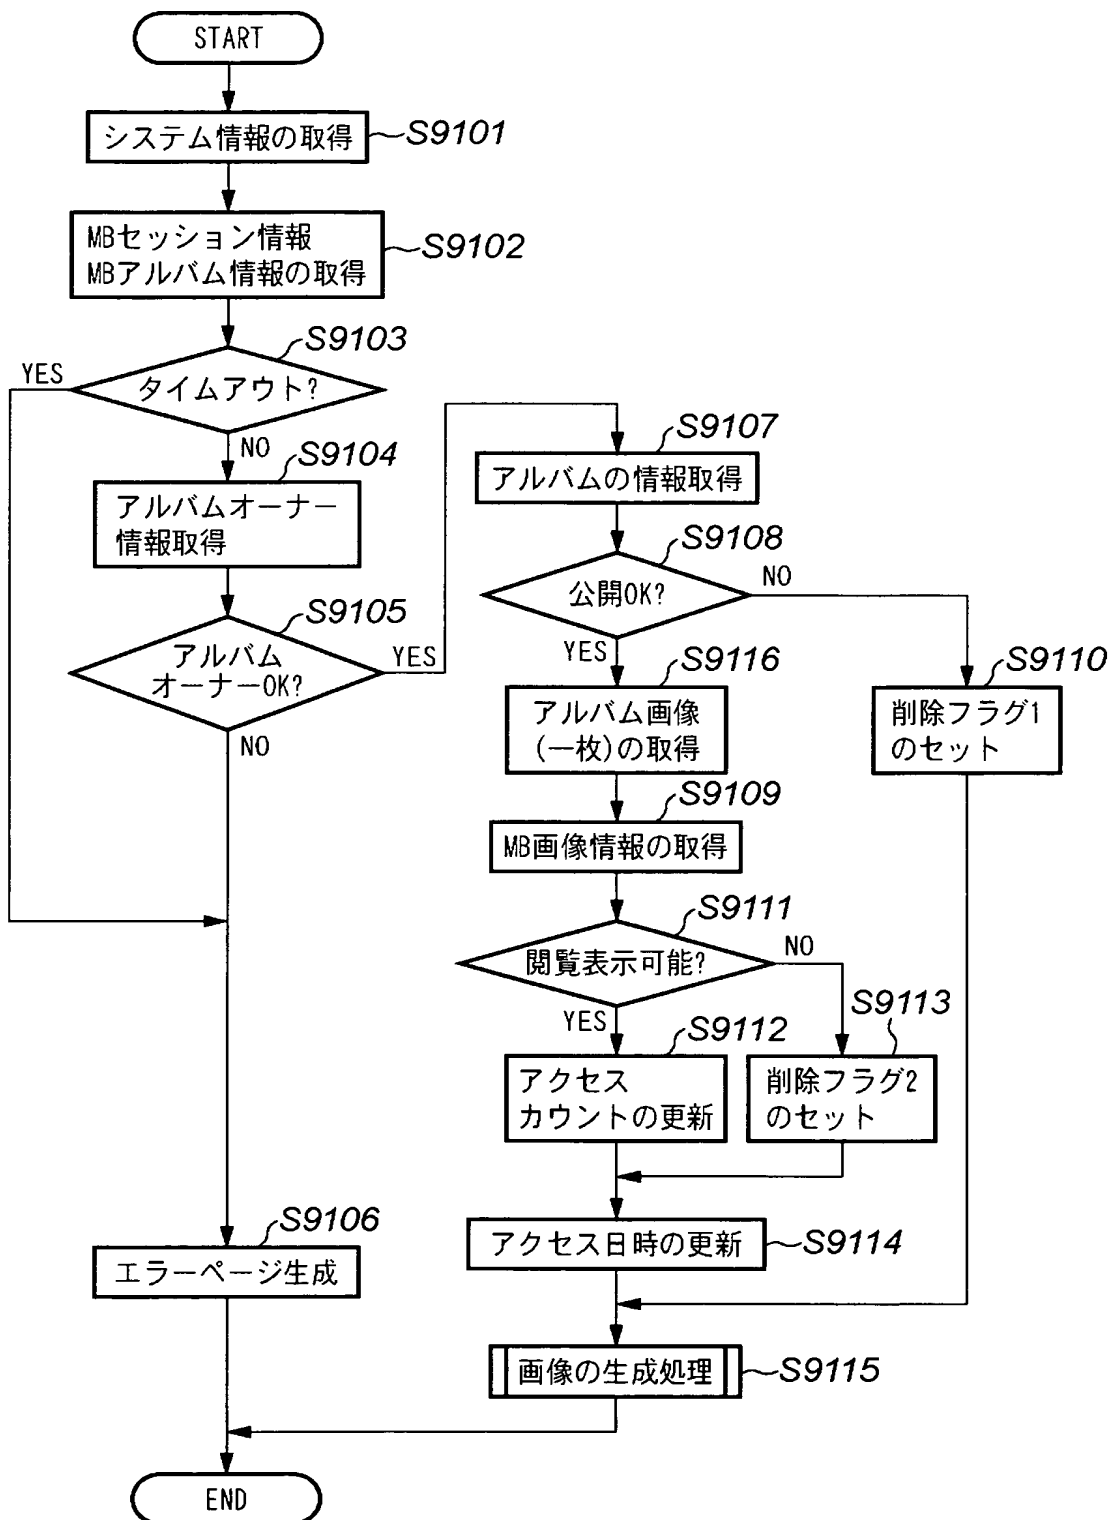 START
システム情報の取得
S9101
MBセッション情報
MBアルバム情報の取得
S9102
S9103
YES
タイムアウト?
NO
S9104
アルバムオーナー
情報取得
S9105
アルバム
オーナーOK?
YES
NO
S9107
アルバムの情報取得
S9108
公開OK?
NO
YES
S9116
アルバム画像
(一枚)の取得
S9110
削除フラグ1
のセット
S9109
MB画像情報の取得
S9111
閲覧表示可能?
NO
YES
S9112
アクセス
カウントの更新
S9113
削除フラグ2
のセット
S9106
エラーページ生成
アクセス日時の更新
S9114
画像の生成処理
S9115
END